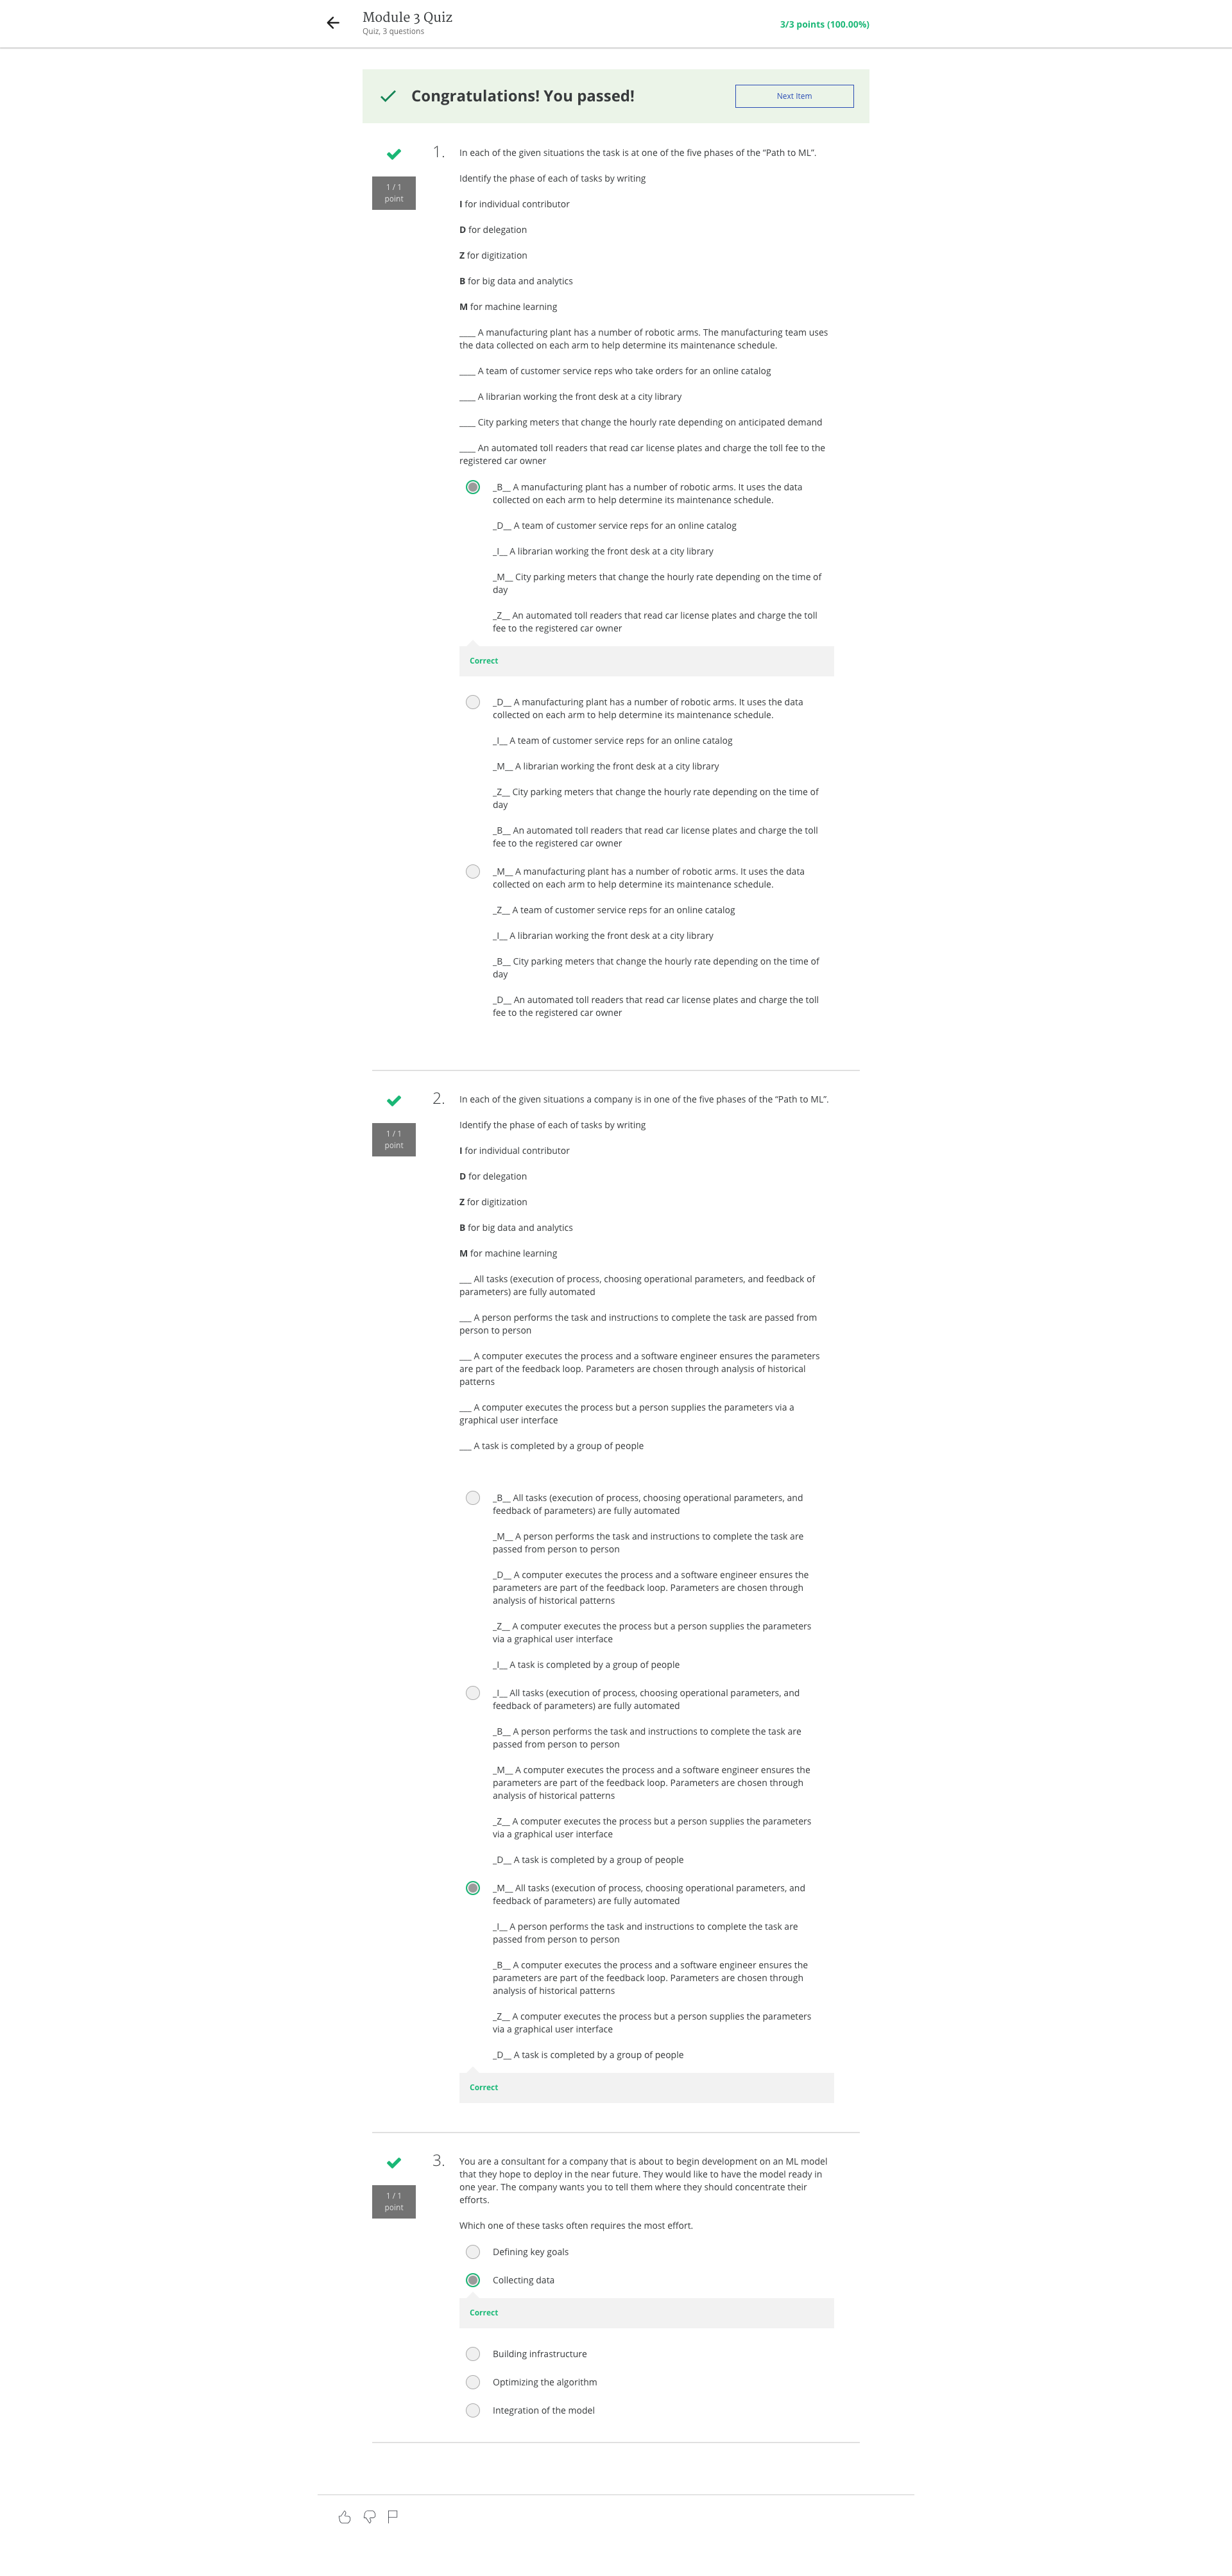 Module 3 Quiz
Quiz, 3 questions
3/3 points (100.00%)
Congratulations! You passed!
Next Item
1 / 1
point
1.
In each of the given situations the task is at one of the five phases of the “Path to ML”.
Identify the phase of each of tasks by writing
I for individual contributor
D for delegation
Z for digitization
B for big data and analytics
M for machine learning
____ A manufacturing plant has a number of robotic arms. The manufacturing team uses
the data collected on each arm to help determine its maintenance schedule.
____ A team of customer service reps who take orders for an online catalog
____ A librarian working the front desk at a city library
____ City parking meters that change the hourly rate depending on anticipated demand
____ An automated toll readers that read car license plates and charge the toll fee to the
registered car owner
_B__ A manufacturing plant has a number of robotic arms. It uses the data
collected on each arm to help determine its maintenance schedule.
_D__ A team of customer service reps for an online catalog
_I__ A librarian working the front desk at a city library
_M__ City parking meters that change the hourly rate depending on the time of
day
_Z__ An automated toll readers that read car license plates and charge the toll
fee to the registered car owner
Correct
_D__ A manufacturing plant has a number of robotic arms. It uses the data
collected on each arm to help determine its maintenance schedule.
_I__ A team of customer service reps for an online catalog
_M__ A librarian working the front desk at a city library
_Z__ City parking meters that change the hourly rate depending on the time of
day
_B__ An automated toll readers that read car license plates and charge the toll
fee to the registered car owner
_M__ A manufacturing plant has a number of robotic arms. It uses the data
collected on each arm to help determine its maintenance schedule.
_Z__ A team of customer service reps for an online catalog
_I__ A librarian working the front desk at a city library
_B__ City parking meters that change the hourly rate depending on the time of
day
_D__ An automated toll readers that read car license plates and charge the toll
fee to the registered car owner
1 / 1
point
2.
In each of the given situations a company is in one of the five phases of the “Path to ML”.
Identify the phase of each of tasks by writing
I for individual contributor
D for delegation
Z for digitization
B for big data and analytics
M for machine learning
___ All tasks (execution of process, choosing operational parameters, and feedback of
parameters) are fully automated
___ A person performs the task and instructions to complete the task are passed from
person to person
___ A computer executes the process and a software engineer ensures the parameters
are part of the feedback loop. Parameters are chosen through analysis of historical
patterns
___ A computer executes the process but a person supplies the parameters via a
graphical user interface
___ A task is completed by a group of people
_B__ All tasks (execution of process, choosing operational parameters, and
feedback of parameters) are fully automated
_M__ A person performs the task and instructions to complete the task are
passed from person to person
_D__ A computer executes the process and a software engineer ensures the
parameters are part of the feedback loop. Parameters are chosen through
analysis of historical patterns
_Z__ A computer executes the process but a person supplies the parameters
via a graphical user interface
_I__ A task is completed by a group of people
_I__ All tasks (execution of process, choosing operational parameters, and
feedback of parameters) are fully automated
_B__ A person performs the task and instructions to complete the task are
passed from person to person
_M__ A computer executes the process and a software engineer ensures the
parameters are part of the feedback loop. Parameters are chosen through
analysis of historical patterns
_Z__ A computer executes the process but a person supplies the parameters
via a graphical user interface
_D__ A task is completed by a group of people
_M__ All tasks (execution of process, choosing operational parameters, and
feedback of parameters) are fully automated
_I__ A person performs the task and instructions to complete the task are
passed from person to person
_B__ A computer executes the process and a software engineer ensures the
parameters are part of the feedback loop. Parameters are chosen through
analysis of historical patterns
_Z__ A computer executes the process but a person supplies the parameters
via a graphical user interface
_D__ A task is completed by a group of people
Correct
1 / 1
point
3.
You are a consultant for a company that is about to begin development on an ML model
that they hope to deploy in the near future. They would like to have the model ready in
one year. The company wants you to tell them where they should concentrate their
efforts.
Which one of these tasks often requires the most effort.
Defining key goals
Collecting data
Correct
Building infrastructure
Optimizing the algorithm
Integration of the model